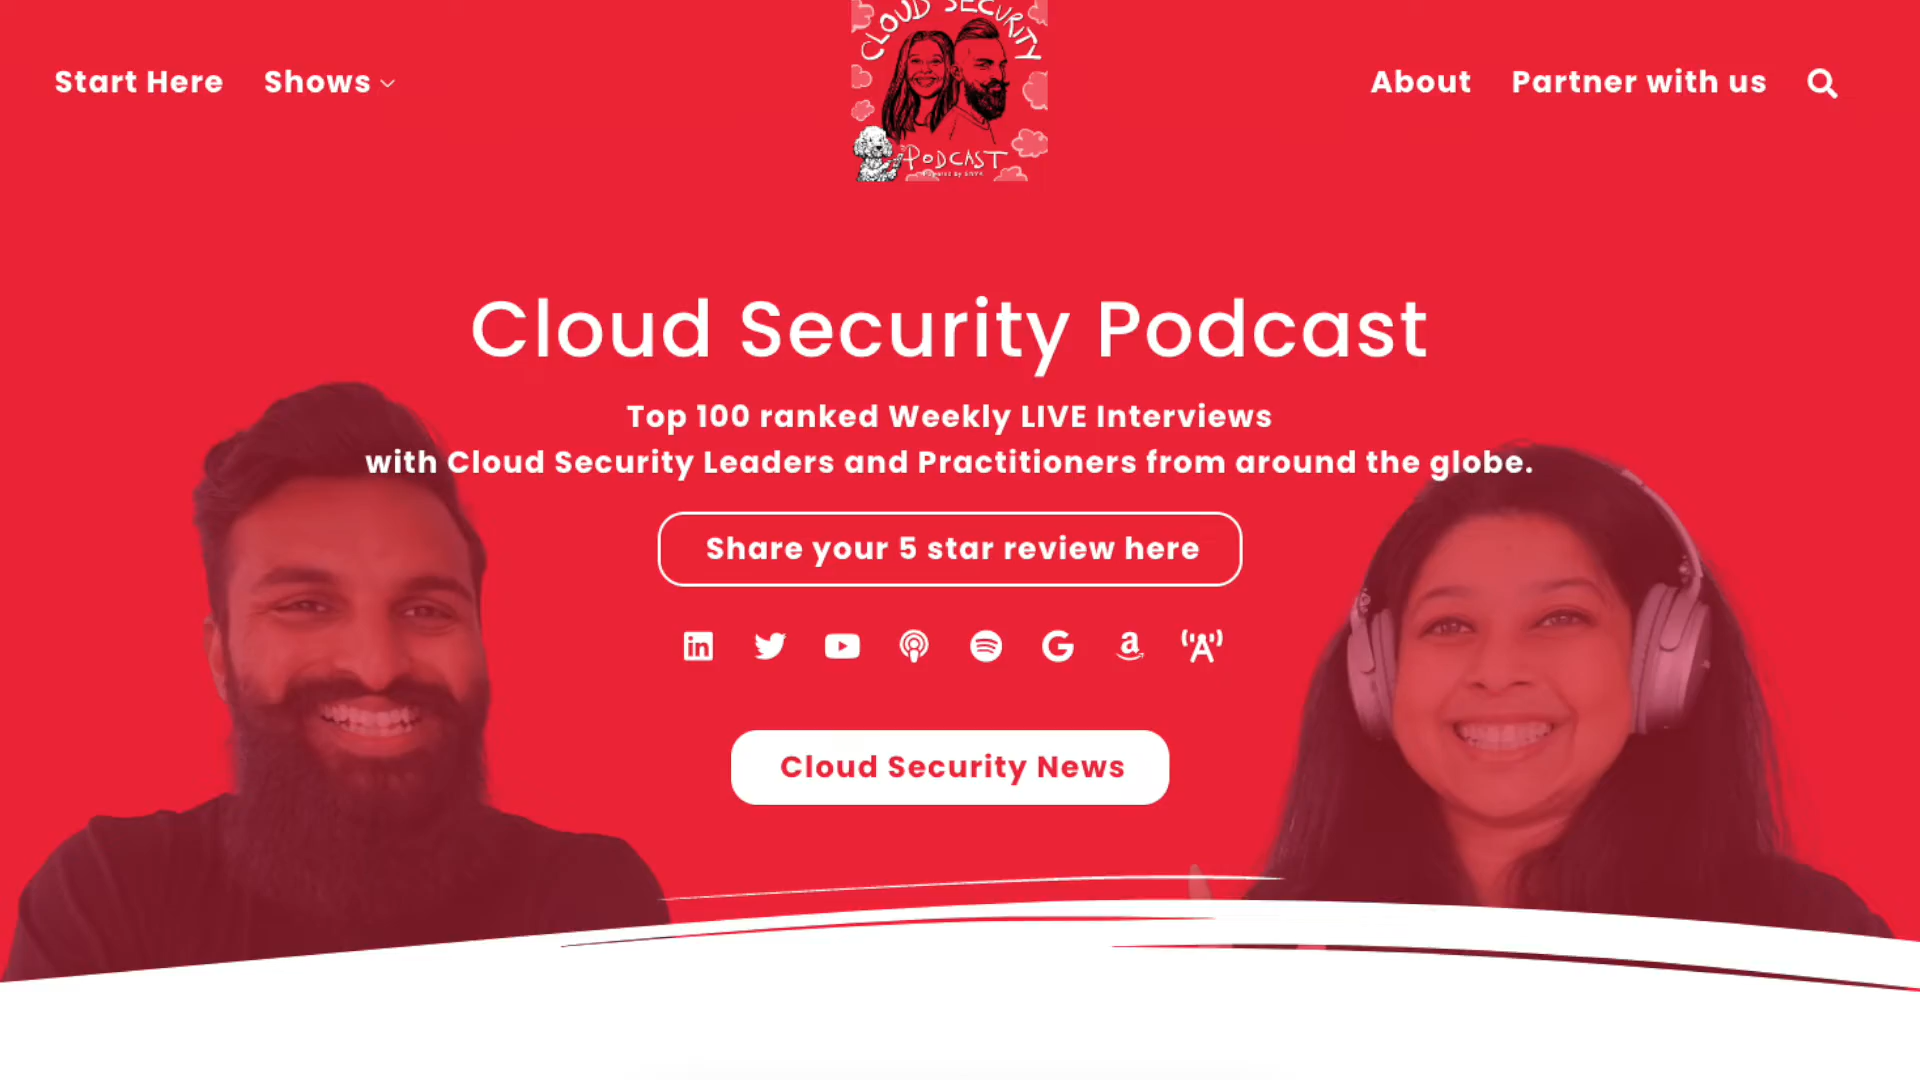 Start Here
Shows
CLOUD SECURITY
PODCAST
About
Partner with us
Cloud Security Podcast
Top 100 ranked Weekly LIVE Interviews
with Cloud Security Leaders and Practitioners from around the globe.
Share your 5 star review here
Cloud Security News